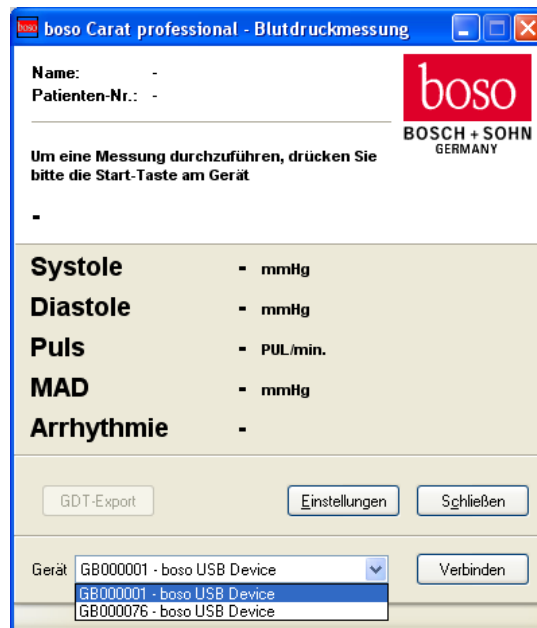 boso boso Carat professional - Blutdruckmessung
Name: -
Patienten-Nr.: -
boso
BOSCH + SOHN
GERMANY
Um eine Messung durchzuführen, drücken Sie
bitte die Start-Taste am Gerät
-
Systole - mmHg
Diastole - mmHg
Puls - PUL/min.
MAD - mmHg
Arrhythmie -
GDT-Export Einstellungen Schließen
Gerät GB000001 - boso USB Device Verbinden
GB000001 - boso USB Device
GB000076 - boso USB Device